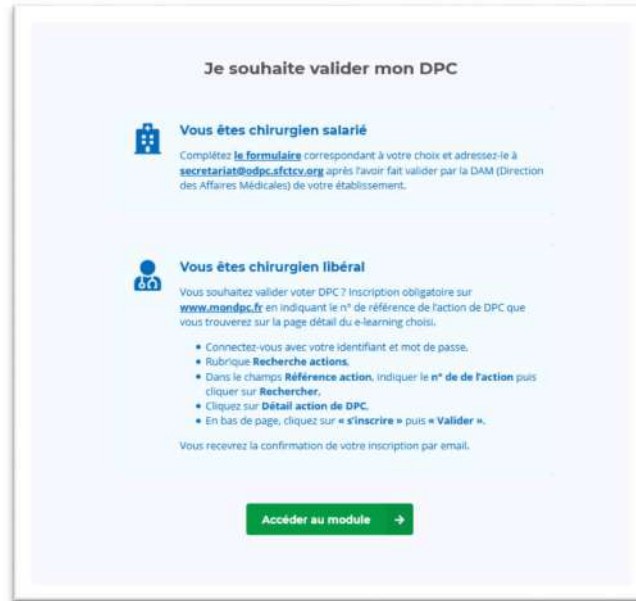 Je souhaite valider mon DPC
Vous êtes chirurgien salarié
Complétez le formulaire correspondant à votre choix et adressez-le à
secretariat@odpc.sfctcv.org après l'avoir fait valider par la DAM (Direction
des Affaires Médicales) de votre établissement.
Vous êtes chirurgien libéral
Vous souhaitez valider voter DPC ? Inscription obligatoire sur
www.mondpc.fr en indiquant le n° de référence de l'action de DPC que
vous trouverez sur la page détail du e-learning choisi.
• Connectez-vous avec votre identifiant et mot de passe,
• Rubrique Recherche actions,
• Dans le champs Référence action, indiquer le n° de de l'action puis
cliquer sur Rechercher,
• Cliquez sur Détail action de DPC,
• En bas de page, cliquez sur « s'inscrire » puis « Valider ».
Vous recevrez la confirmation de votre inscription par email.
Accéder au module →